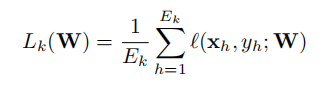 $L_k(\mathbf{W}) = \frac{1}{E_k} \sum_{h=1}^{E_k} \ell(\mathbf{x}_h, y_h; \mathbf{W})$